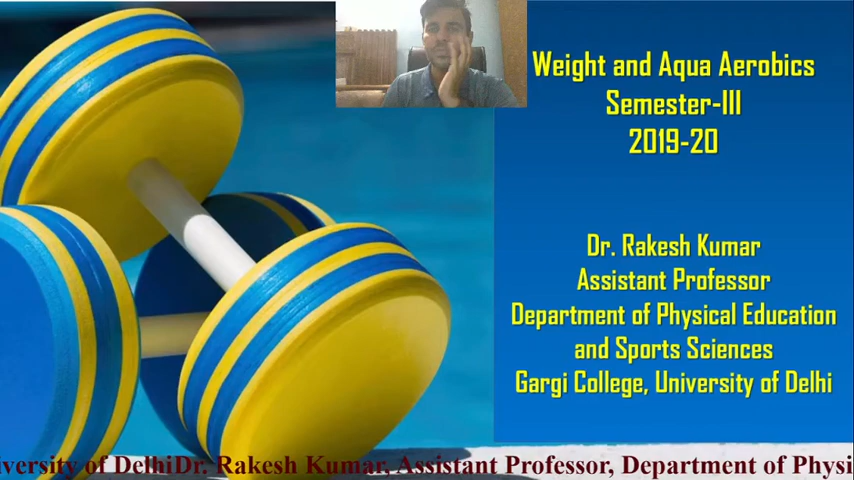 Weight and Aqua Aerobics
Semester-III
2019-20
Dr. Rakesh Kumar
Assistant Professor
Department of Physical Education
and Sports Sciences
Gargi College, University of Delhi
of DelhiDr. Rakesh Kumar, Assistant Professor, Department of